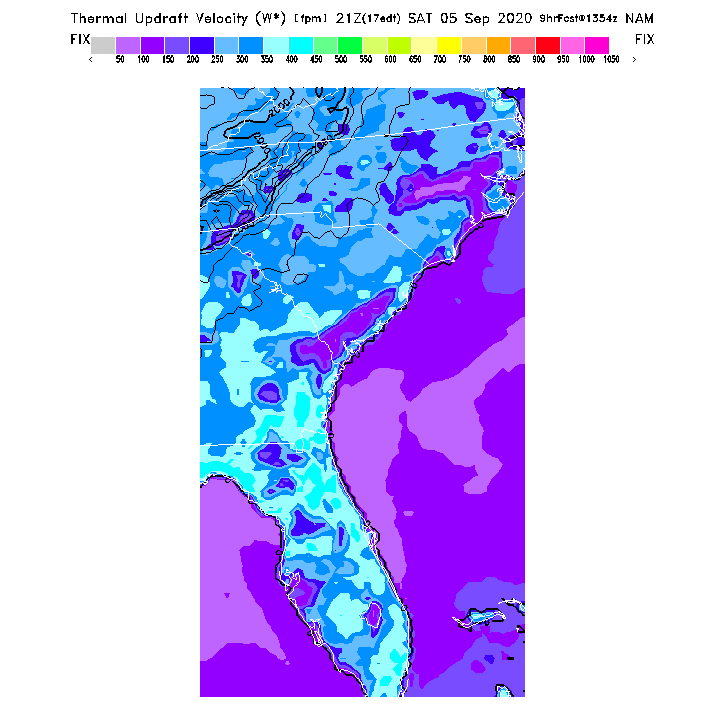 Thermal Updraft Velocity (W*) [fpm] 21Z(17edt) SAT 05 Sep 2020 9hrFcst@1354z NAM
FIX FIX
< 50 100 150 200 250 300 350 400 450 500 550 600 650 700 750 800 850 900 950 1000 1050 >
2000